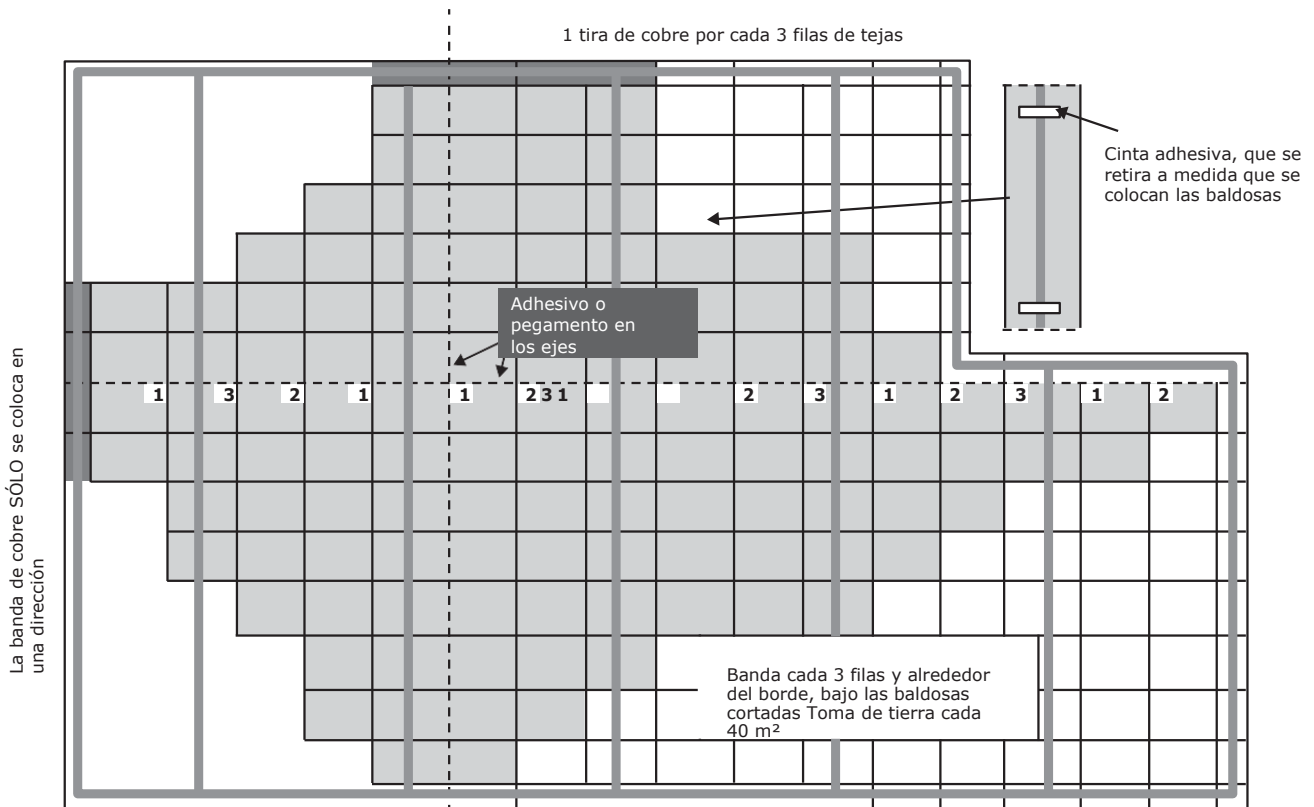 1 tira de cobre por cada 3 filas de tejas
Cinta adhesiva, que se
retira a medida que se
colocan las baldosas
Adhesivo o
pegamento en
los ejes
1 3 2 1 1 2 3 1 2 3 1 2 3 1 2
La banda de cobre SÓLO se coloca en
una dirección
Banda cada 3 filas y alrededor
del borde, bajo las baldosas
cortadas Toma de tierra cada
40 m²